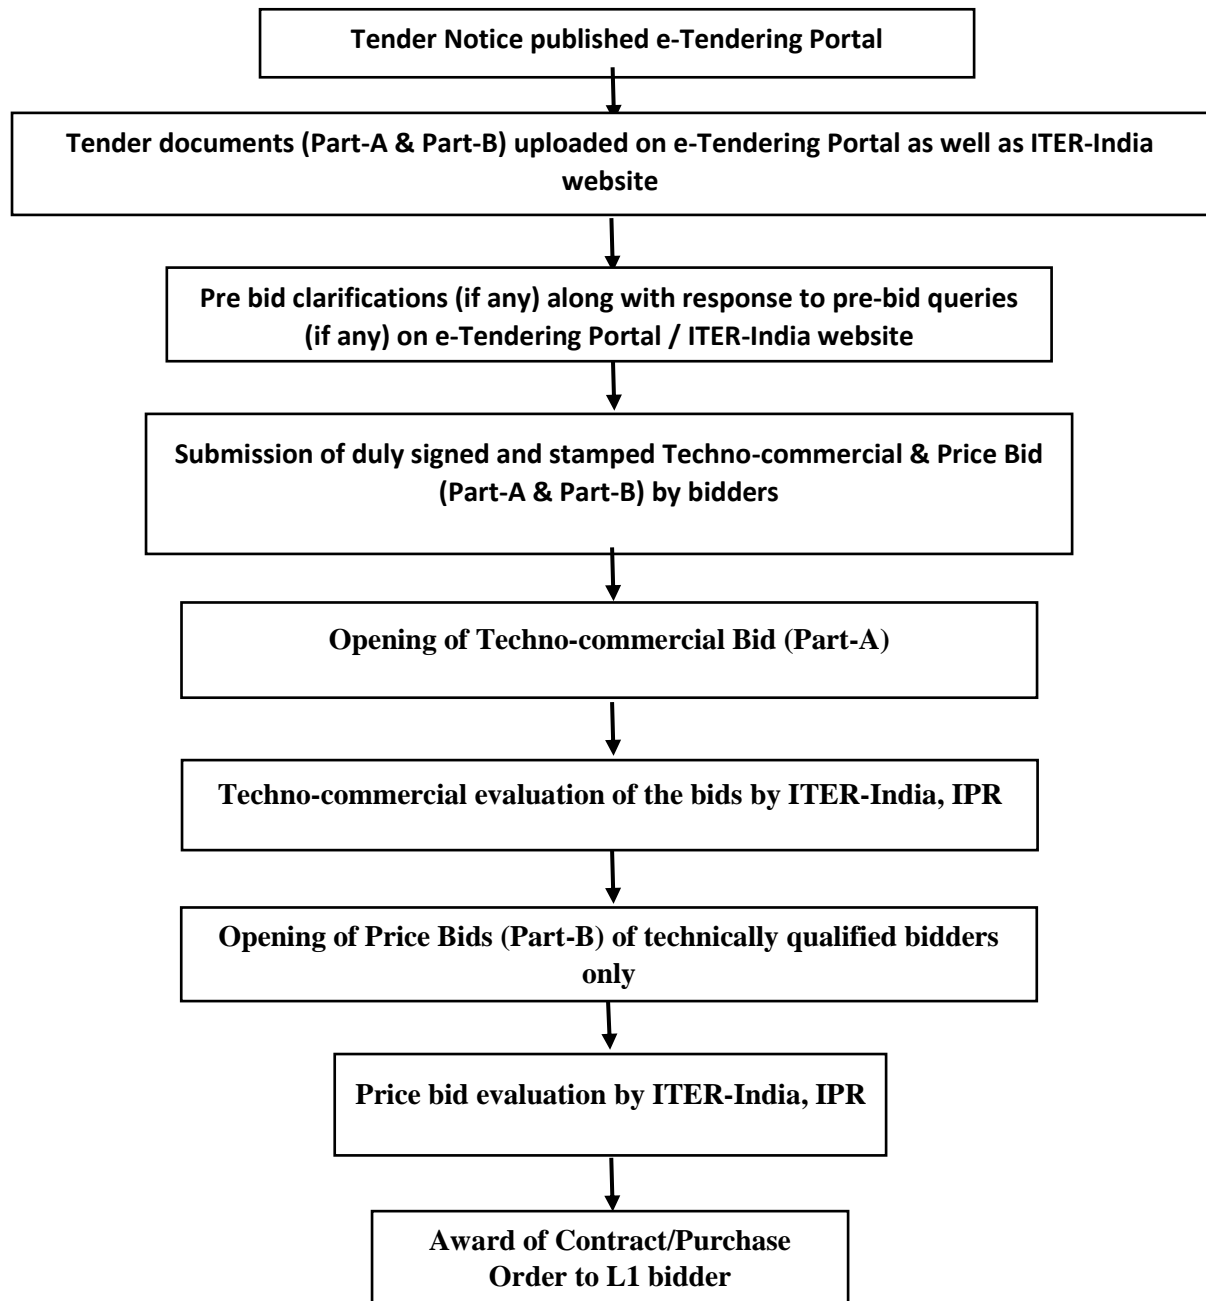 Tender Notice published e-Tendering Portal
Tender documents (Part-A & Part-B) uploaded on e-Tendering Portal as well as ITER-India
website
Pre bid clarifications (if any) along with response to pre-bid queries
(if any) on e-Tendering Portal / ITER-India website
Submission of duly signed and stamped Techno-commercial & Price Bid
(Part-A & Part-B) by bidders
Opening of Techno-commercial Bid (Part-A)
Techno-commercial evaluation of the bids by ITER-India, IPR
Opening of Price Bids (Part-B) of technically qualified bidders
only
Price bid evaluation by ITER-India, IPR
Award of Contract/Purchase
Order to L1 bidder